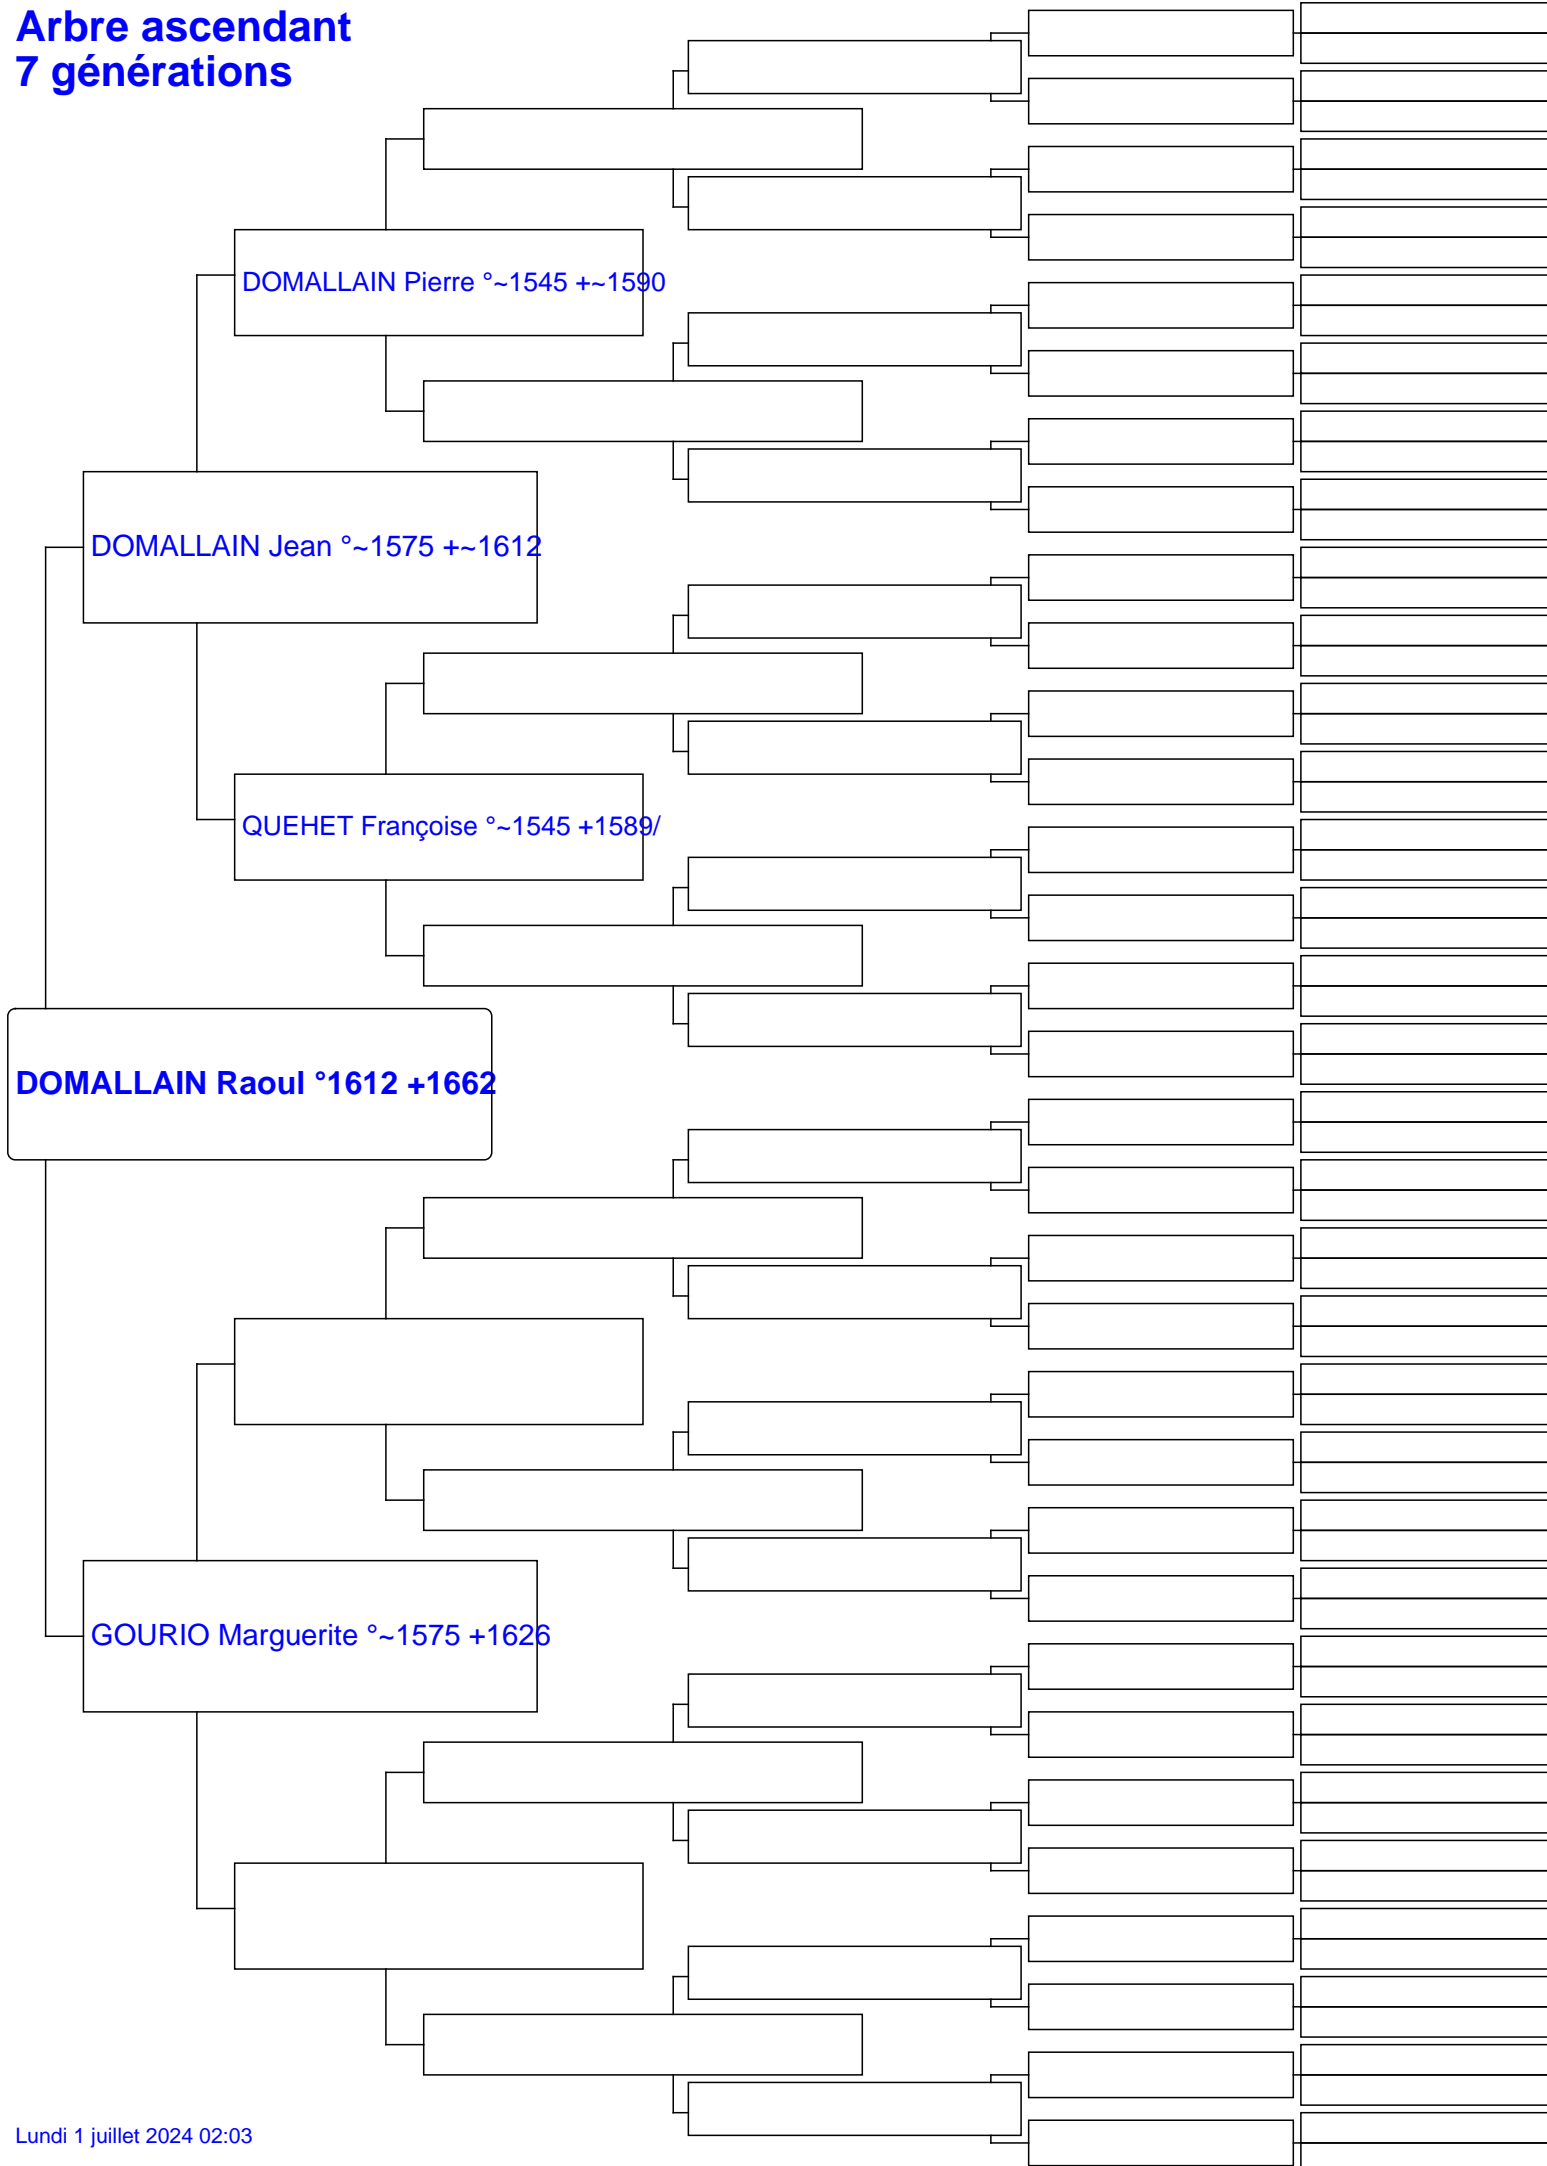 Arbre ascendant
7 générations
DOMALLAIN Pierre °~1545 +~1590
DOMALLAIN Jean °~1575 +~1612
QUEHET Françoise °~1545 +1589/
DOMALLAIN Raoul °1612 +1662
GOURIO Marguerite °~1575 +1626
Lundi 1 juillet 2024 02:03